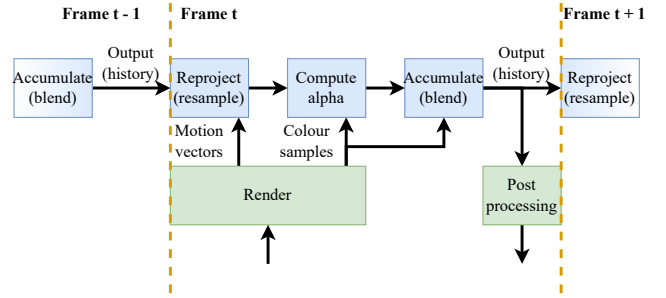 Frame t - 1
Frame t
Frame t + 1
Output
(history)
Output
(history)
Accumulate
(blend)
Reproject
(resample)
Compute
alpha
Accumulate
(blend)
Reproject
(resample)
Motion
vectors
Colour
samples
Render
Post
processing